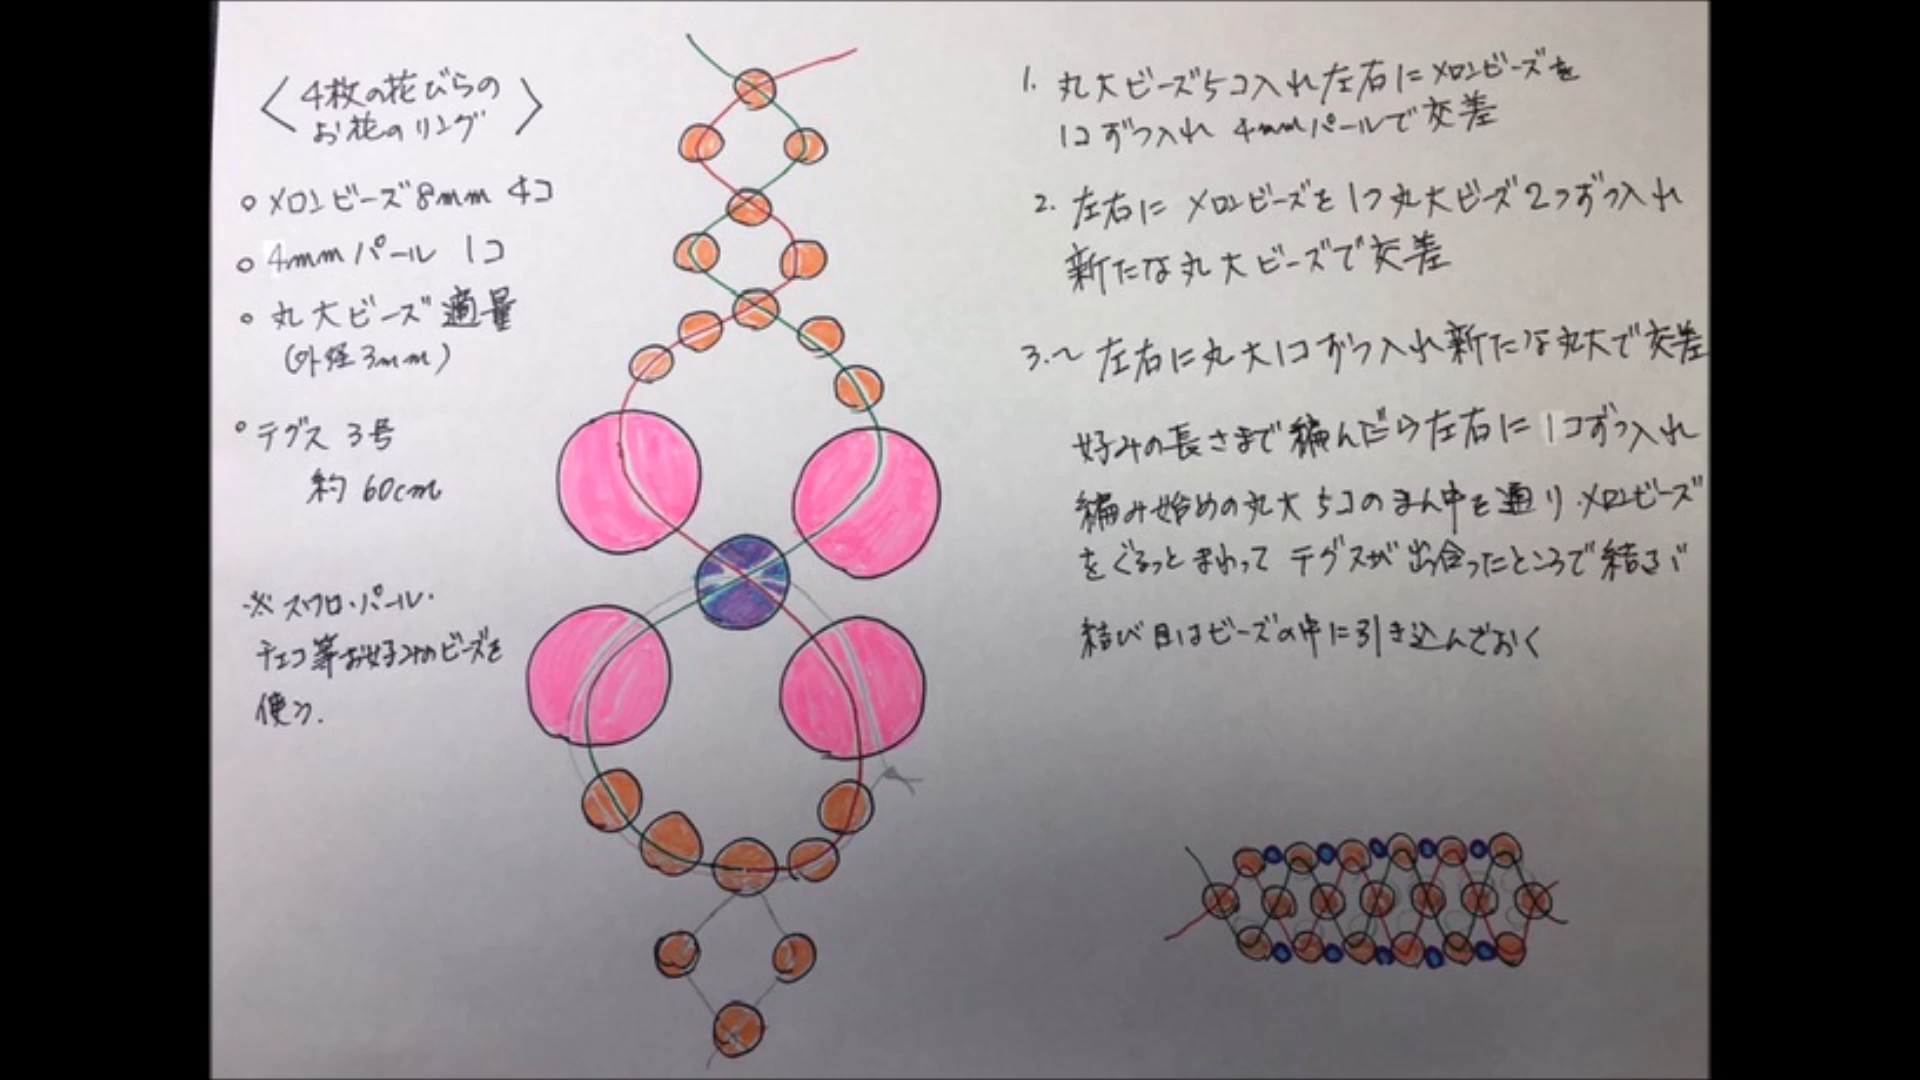 〈4枚の花びらの
お花のリング〉
○ メロンビーズ8mm 4コ
○ 4mmパール 1コ
○ 丸大ビーズ 適量
(外径3mm)
○ テグス 3号
約60cm
※ スワロ・パール・
チェコ等お好みのビーズを
使う.
1. 丸大ビーズ5コ入れ左右にメロンビーズを
1コずつ入れ 4mmパールで交差
2. 左右に メロンビーズを1つ丸大ビーズ2つずつ入れ
新たな丸大ビーズで交差
3.〜 左右に丸大1コずつ入れ新たな丸大で交差
好みの長さまで編んだら左右に1コずつ入れ
編み始めの丸大5コのまん中を通り.メロンビーズ
をぐるっとまわって テグスが出合ったところで結ぶ
結び目はビーズの中に引き込んでおく